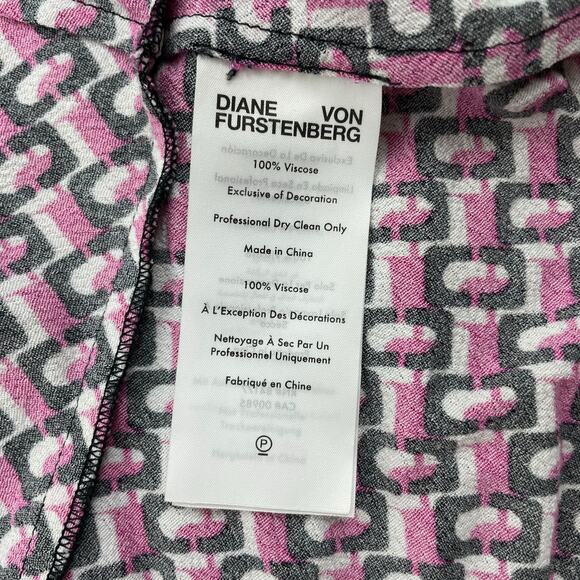 DIANE VON
FURSTENBERG
100% Viscose
Exclusive of Decoration
Professional Dry Clean Only
Made in China
100% Viscose
À L'Exception Des Décorations
Nettoyage À Sec Par Un
Professionnel Uniquement
Fabriqué en Chine
P